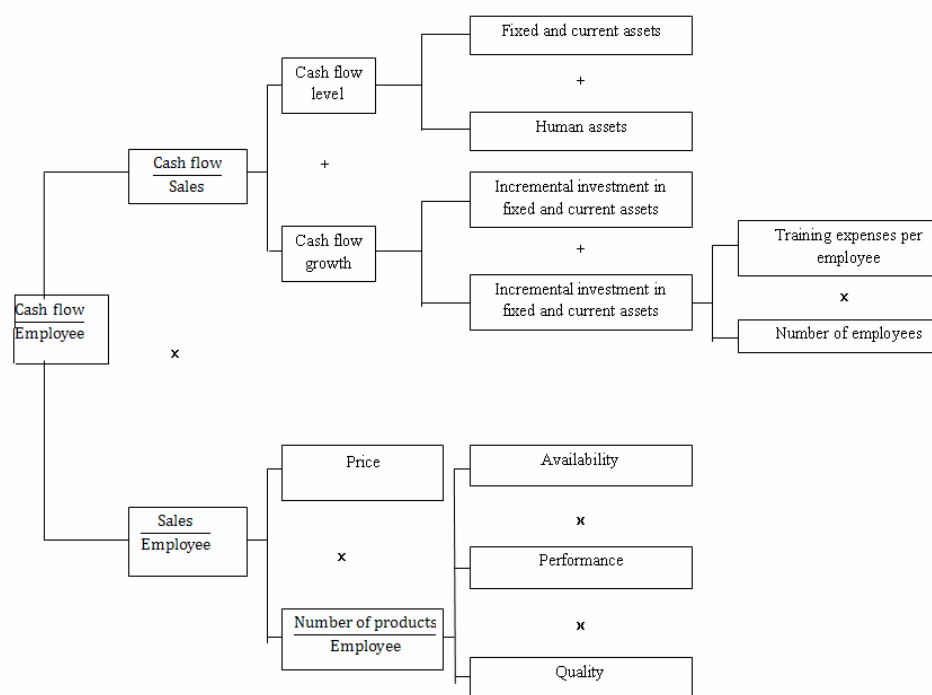 Fixed and current assets
+
Cash flow
level
Human assets
+
Cash flow
Sales
Incremental investment in
fixed and current assets
Cash flow
growth
+
Training expenses per
employee
Incremental investment in
fixed and current assets
x
Number of employees
Cash flow
Employee
x
Price
Availability
x
Sales
Employee
x
Performance
Number of products
Employee
x
Quality